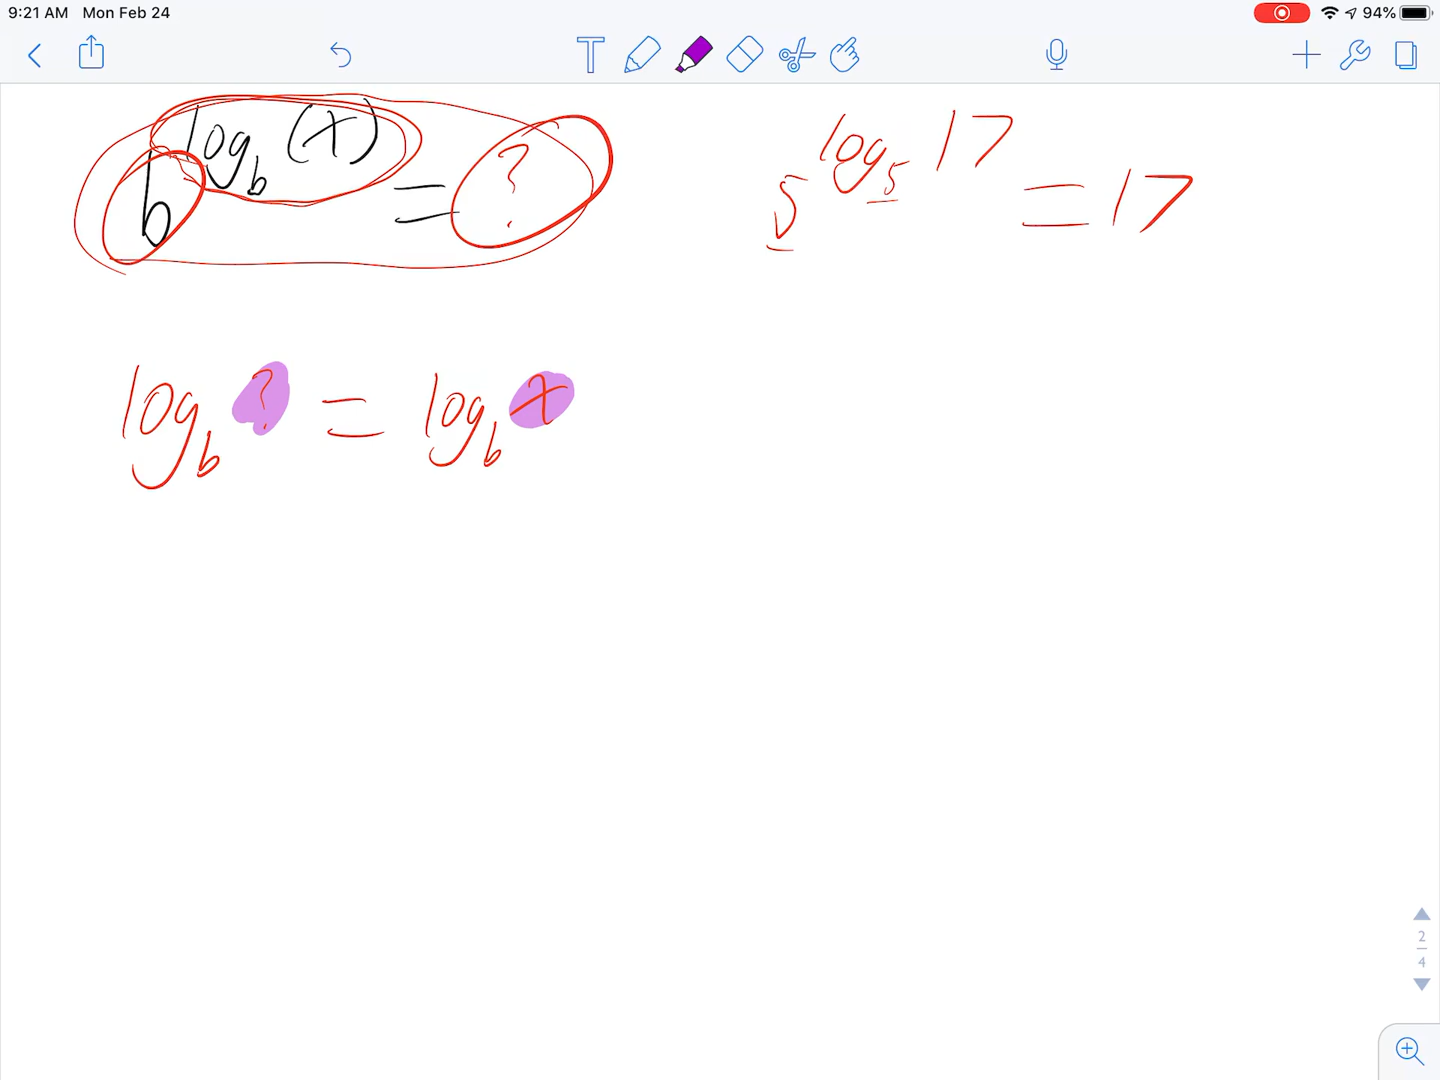 9:21 AM Mon Feb 24 94%
T
b^{log_b (x)} = ?
5^{log_5 17} = 17
log_b ? = log_b x
2
4